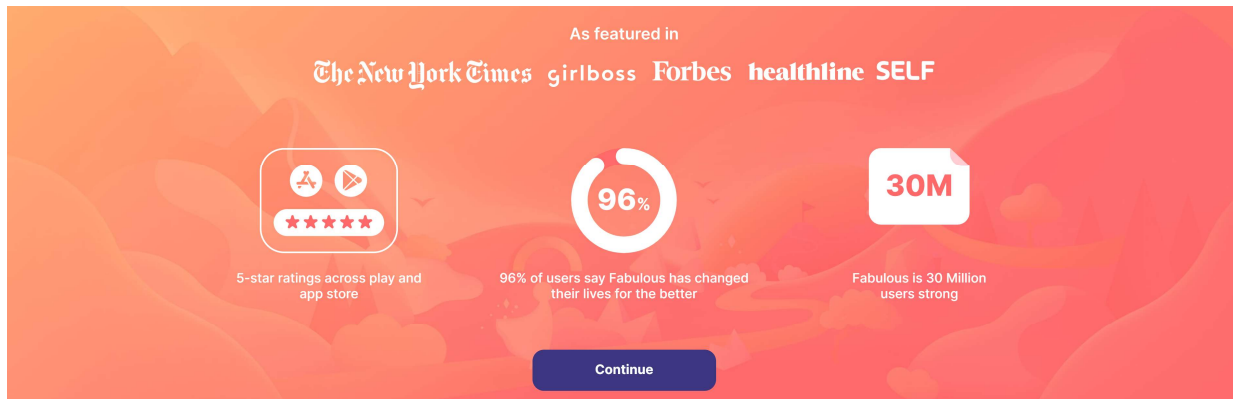 As featured in
The New York Times girlboss Forbes healthline SELF
96%
30M
5-star ratings across play and
app store
96% of users say Fabulous has changed
their lives for the better
Fabulous is 30 Million
users strong
Continue